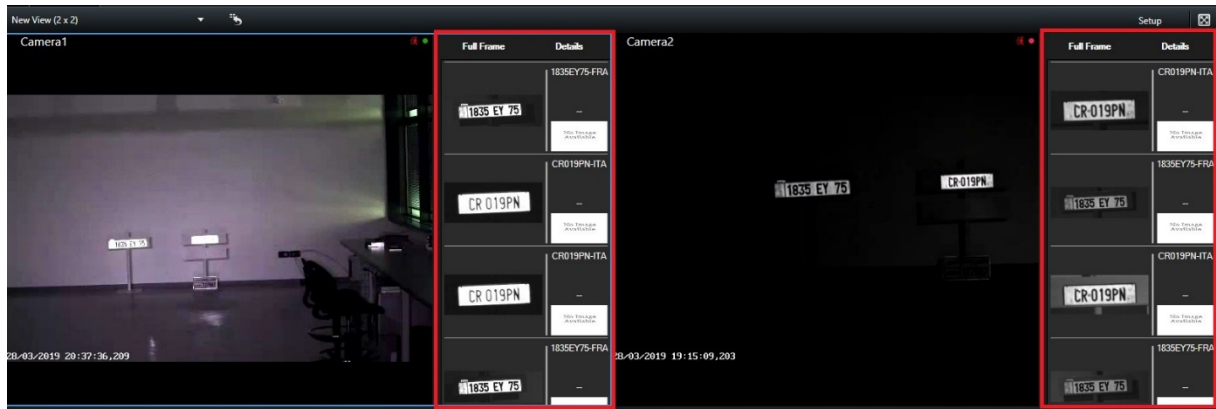 New View (2 x 2)
Setup
Camera1
Full Frame Details
1835EY75-FRA
1835 EY 75
--
No Image
Available
CR019PN-ITA
CR 019PN
--
No Image
Available
CR019PN-ITA
CR 019PN
--
No Image
Available
1835EY75-FRA
1835 EY 75
--
1835 EY 75
28/03/2019 20:37:36,209
Camera2
1835 EY 75
CR-019PN
28/03/2019 19:15:09,203
Full Frame Details
CR019PN-ITA
CR-019PN
--
No Image
Available
1835EY75-FRA
1835 EY 75
--
No Image
Available
CR019PN-ITA
CR-019PN
--
No Image
Available
1835EY75-FRA
1835 EY 75
--